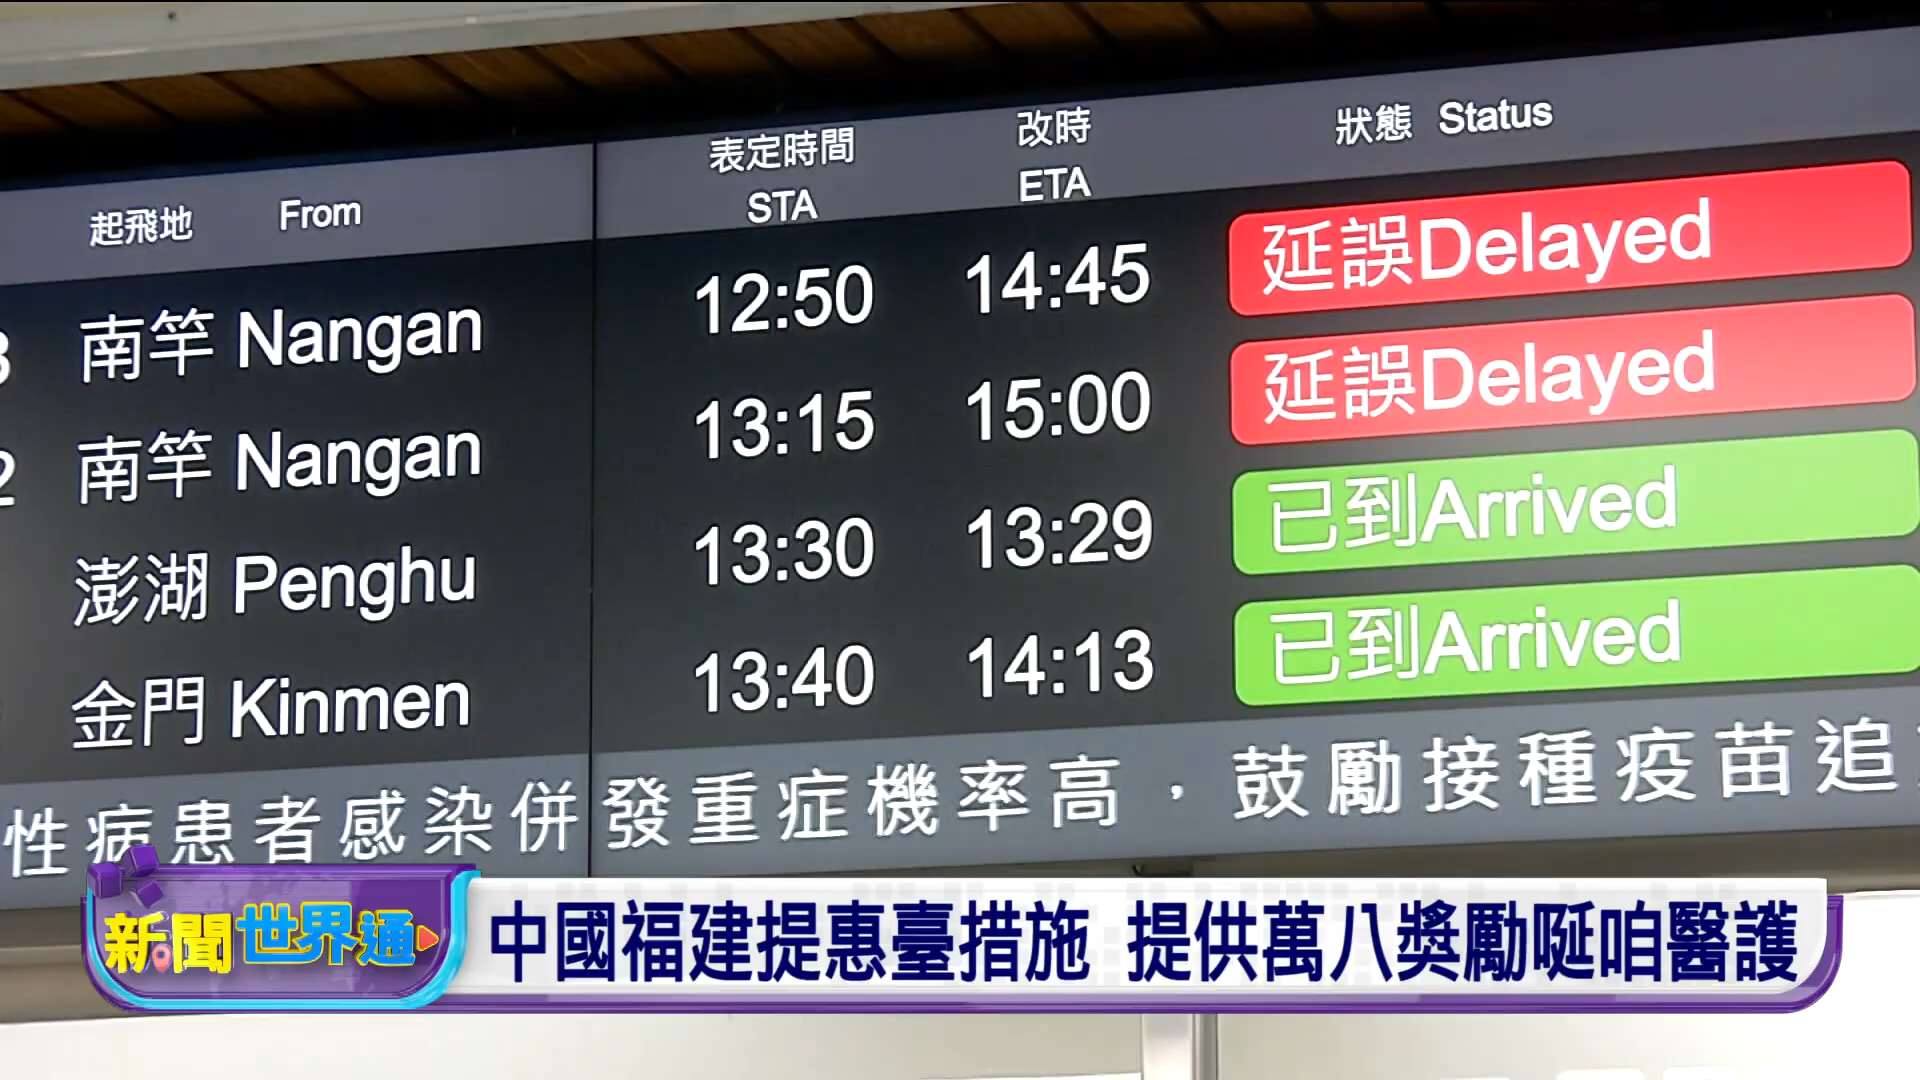 起飛地 From 表定時間 STA 改時 ETA 狀態 Status
南竿 Nangan 12:50 14:45 延誤Delayed
南竿 Nangan 13:15 15:00 延誤Delayed
澎湖 Penghu 13:30 13:29 已到Arrived
金門 Kinmen 13:40 14:13 已到Arrived
性病患者感染併發重症機率高，鼓勵接種疫苗追
新聞世界通
中國福建提惠臺措施 提供萬八獎勵唌咱醫護